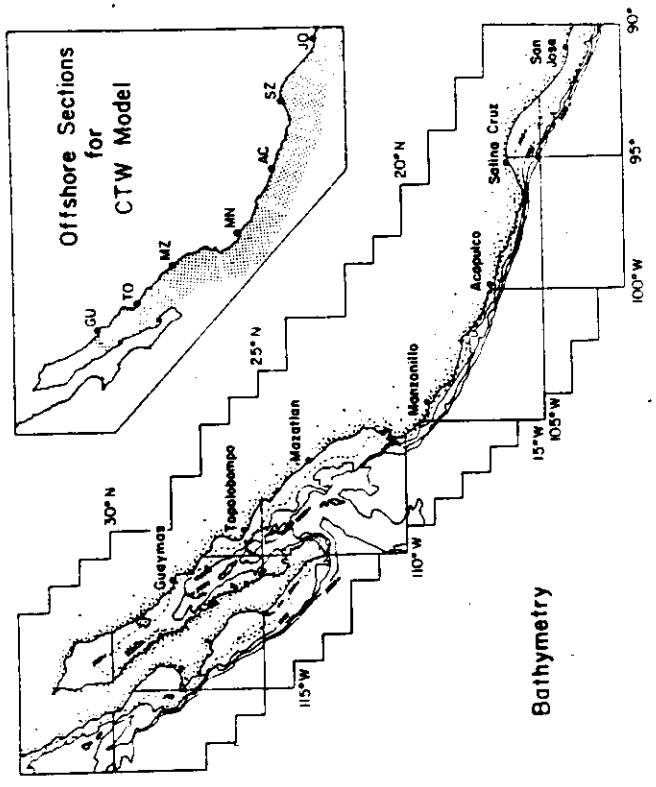 Offshore Sections
for
CTW Model
GU
TO
MZ
MN
AC
SZ
JO
30° N
25° N
20° N
15° W
Guaymas
Topolobampo
Mazatlan
Manzanillo
Acapulco
Salina Cruz
San
Jose
115° W
110° W
105° W
100° W
95°
90°
Bathymetry